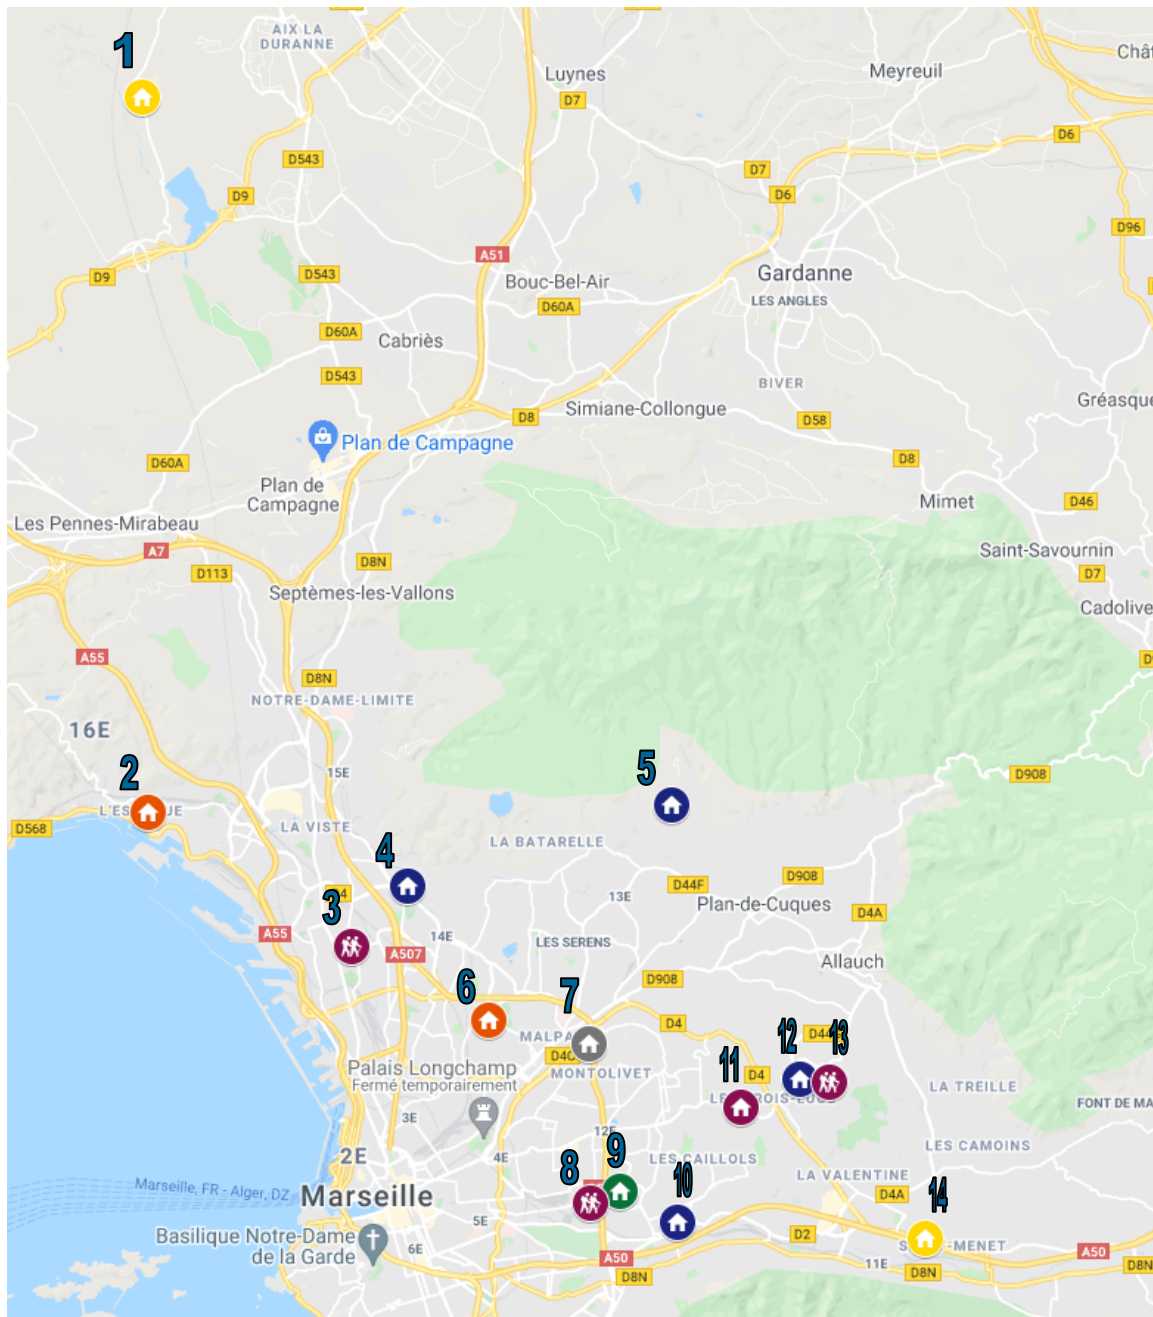 1
AIX LA
DURANNE
Luynes
D7
Meyreuil
Chât
D6
D543
D7
D6
D9
D96
A51
D9
D543
Bouc-Bel-Air
Gardanne
LES ANGLES
D60A
D60A
Cabriès
D543
BIVER
Gréasque
Simiane-Collongue
D8
D58
Plan de Campagne
D60A
D8
Plan de
Campagne
Mimet
D46
Les Pennes-Mirabeau
A7
Saint-Savournin
D8N
D113
D7
Septèmes-les-Vallons
Cadolive
A55
D8N
NOTRE-DAME-LIMITE
16E
2
15E
5
D908
D568
LA VISTE
4
LA BATARELLE
3
D908
D44F
13E
Plan-de-Cuques
D4A
A55
14E
LES SERENS
A507
Allauch
6
7
D908
D4
12
13
Palais Longchamp
Fermé temporairement
MONTOLIVET
11
D4
LA TREILLE
3E
FONT DE MA
12E
2E
4E
8
9
LES CAILLOLS
10
LA VALENTINE
LES CAMOINS
Marseille, FR - Alger, DZ
Marseille
D4A
14
5E
Basilique Notre-Dame
de la Garde
6E
A50
D2
11E
A50
D8N
D8N
D8N